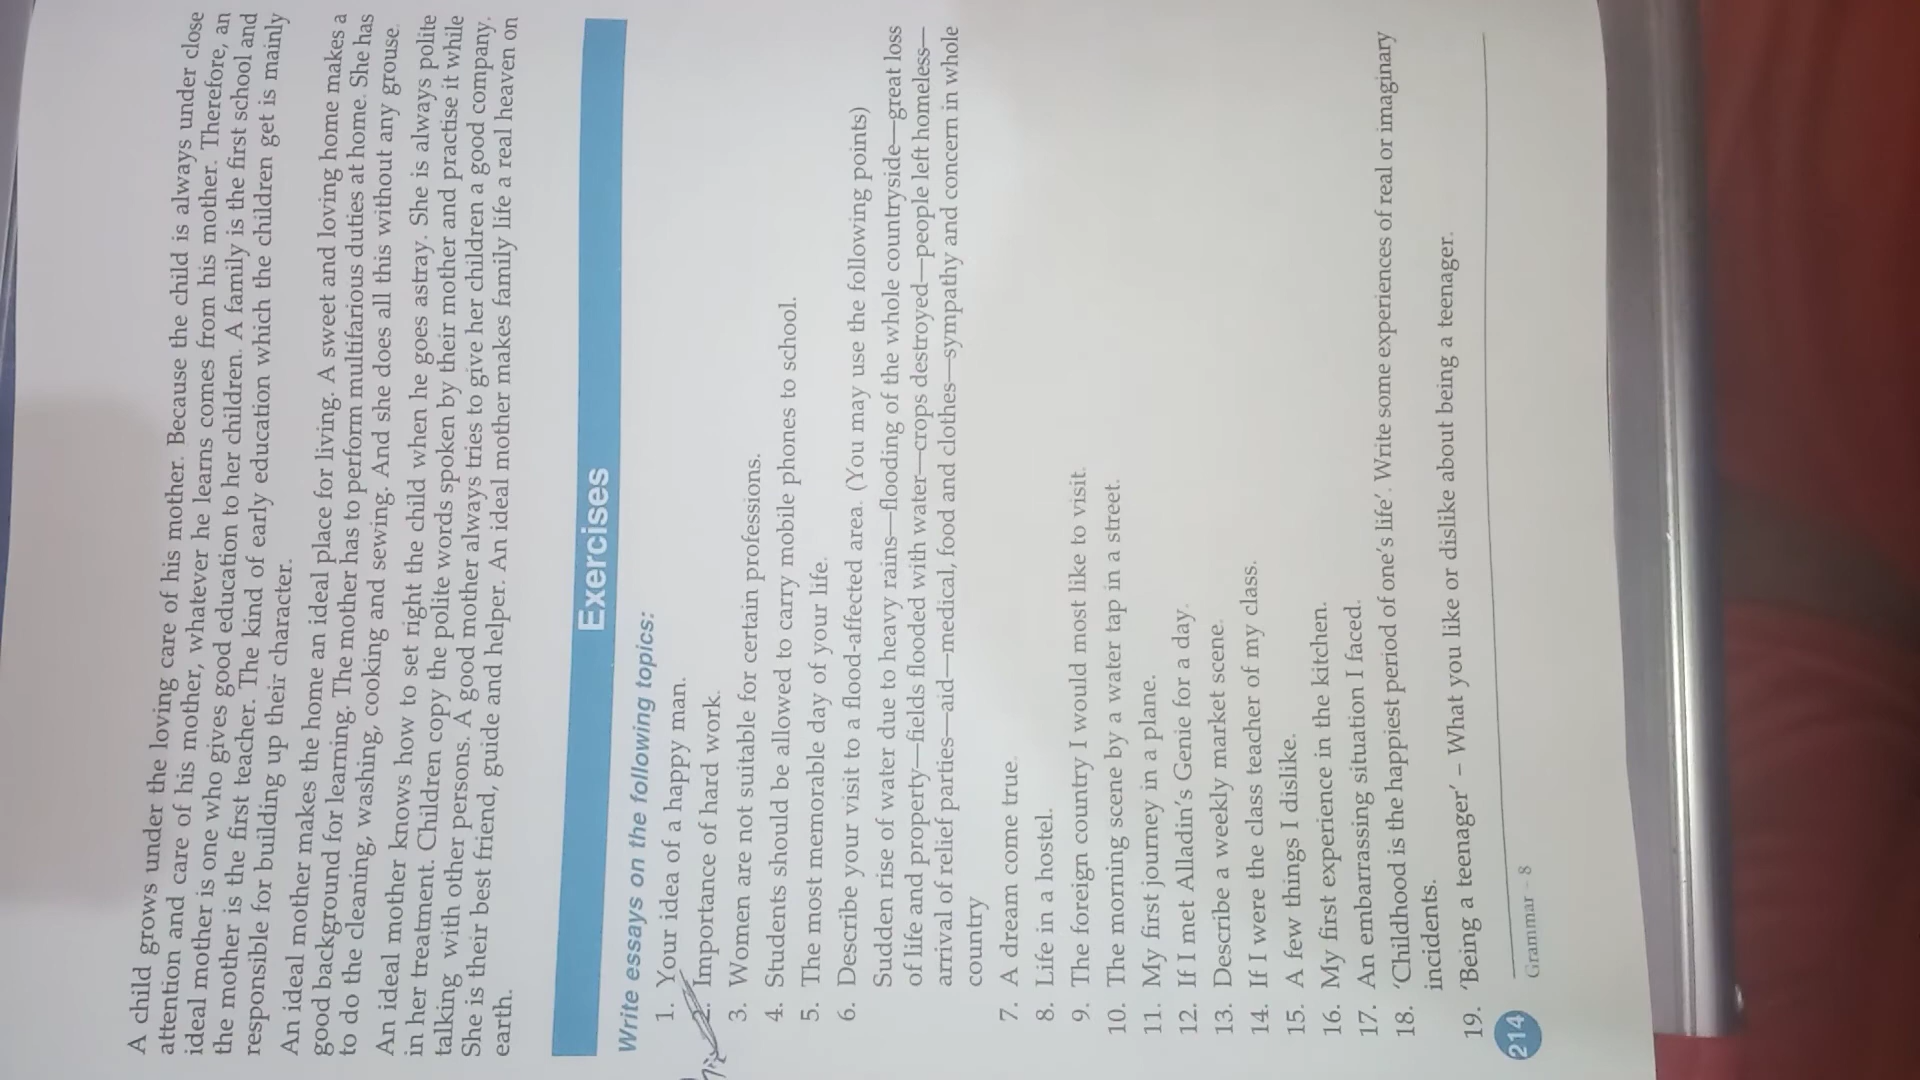 A child grows under the loving care of his mother. Because the child is always under close
attention and care of his mother, whatever he learns comes from his mother. Therefore, an
ideal mother is one who gives good education to her children. A family is the first school and
the mother is the first teacher. The kind of early education which the children get is mainly
responsible for building up their character.
An ideal mother makes the home an ideal place for living. A sweet and loving home makes a
good background for learning. The mother has to perform multifarious duties at home. She has
to do the cleaning, washing, cooking and sewing. And she does all this without any grouse.
An ideal mother knows how to set right the child when he goes astray. She is always polite
in her treatment. Children copy the polite words spoken by their mother and practise it while
talking with other persons. A good mother always tries to give her children a good company.
She is their best friend, guide and helper. An ideal mother makes family life a real heaven on
earth.
Exercises
Write essays on the following topics:
1. Your idea of a happy man.
2. Importance of hard work.
3. Women are not suitable for certain professions.
4. Students should be allowed to carry mobile phones to school.
5. The most memorable day of your life.
6. Describe your visit to a flood-affected area. (You may use the following points)
Sudden rise of water due to heavy rains—flooding of the whole countryside—great loss
of life and property—fields flooded with water—crops destroyed—people left homeless—
arrival of relief parties—aid—medical, food and clothes—sympathy and concern in whole
country
7. A dream come true.
8. Life in a hostel.
9. The foreign country I would most like to visit.
10. The morning scene by a water tap in a street.
11. My first journey in a plane.
12. If I met Alladin's Genie for a day.
13. Describe a weekly market scene.
14. If I were the class teacher of my class.
15. A few things I dislike.
16. My first experience in the kitchen.
17. An embarrassing situation I faced.
18. 'Childhood is the happiest period of one's life'. Write some experiences of real or imaginary
incidents.
19. 'Being a teenager' – What you like or dislike about being a teenager.
214
Grammar – 8